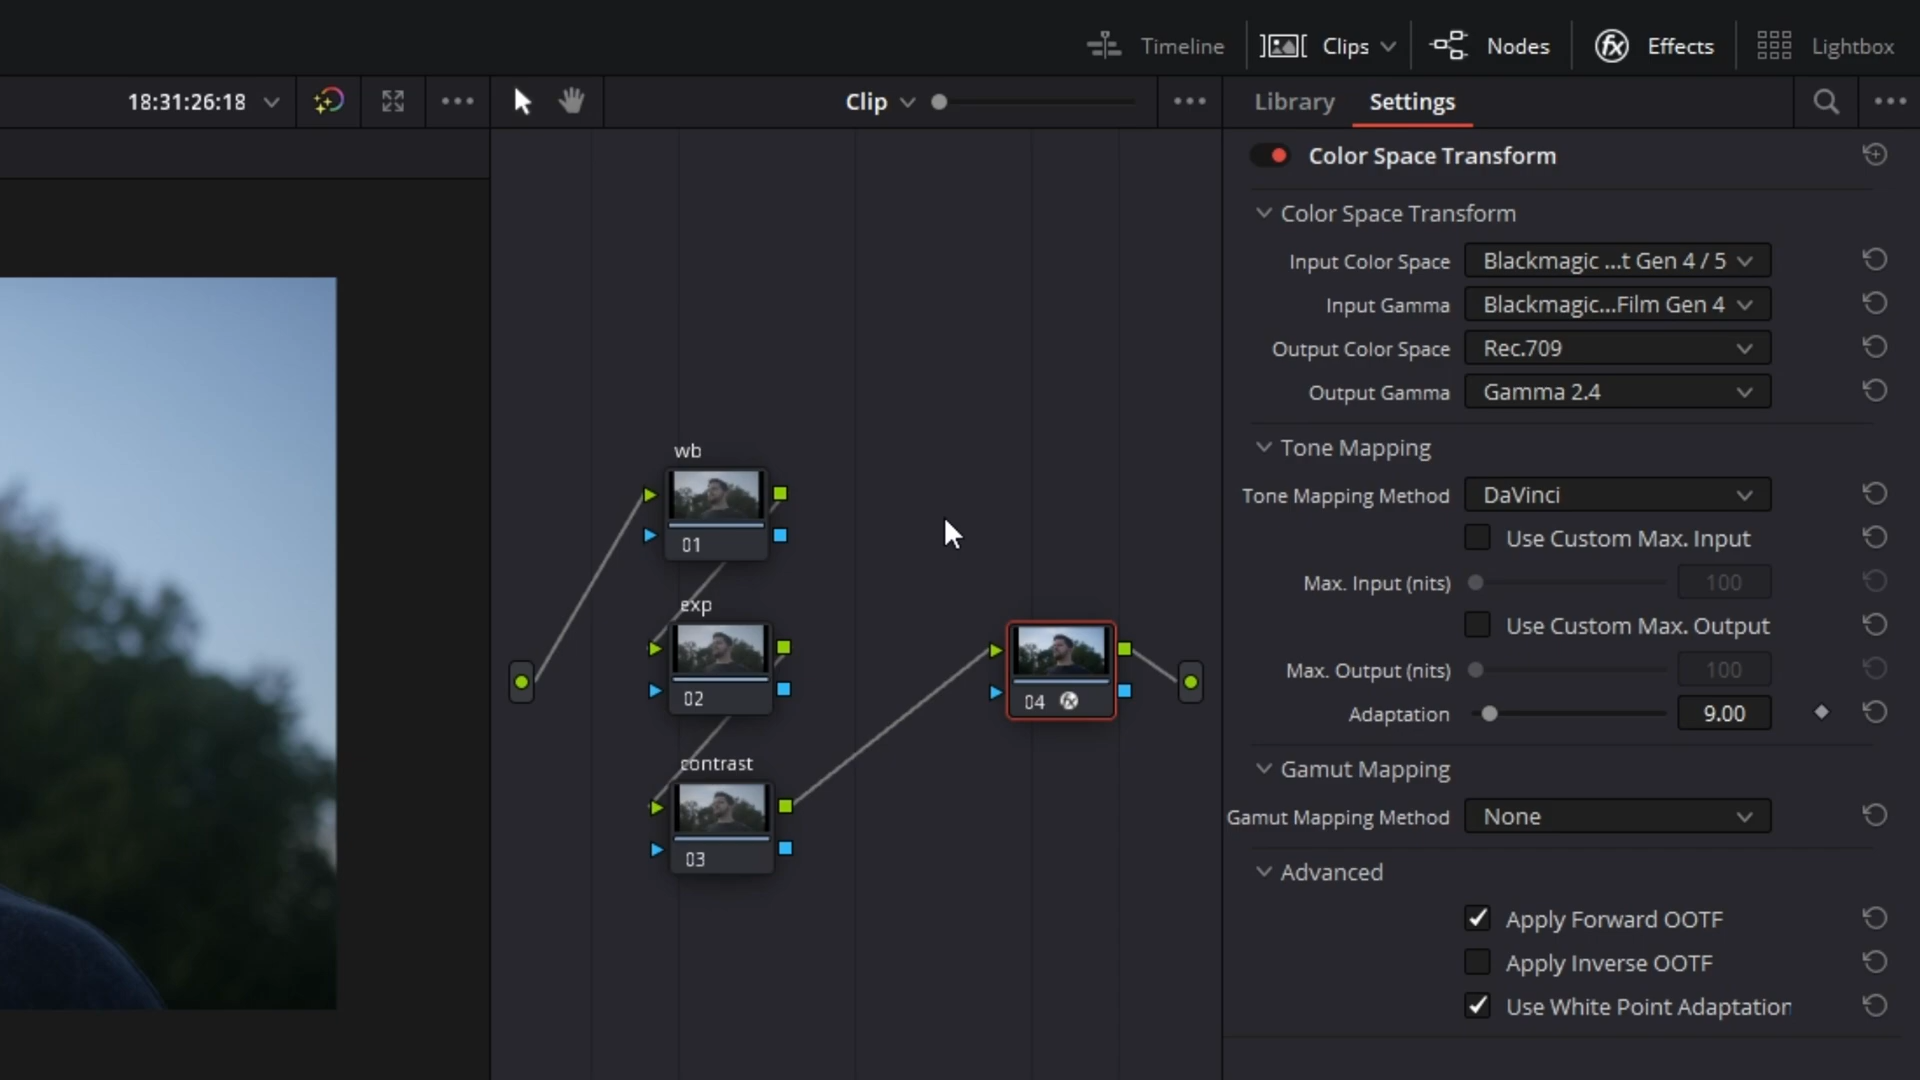 Timeline
Clips
Nodes
Effects
Lightbox
18:31:26:18
Clip
Library
Settings
Color Space Transform
Color Space Transform
Input Color Space
Blackmagic ...t Gen 4 / 5
Input Gamma
Blackmagic...Film Gen 4
Output Color Space
Rec.709
Output Gamma
Gamma 2.4
Tone Mapping
Tone Mapping Method
DaVinci
Use Custom Max. Input
Max. Input (nits)
100
Use Custom Max. Output
Max. Output (nits)
100
Adaptation
9.00
Gamut Mapping
Gamut Mapping Method
None
Advanced
Apply Forward OOTF
Apply Inverse OOTF
Use White Point Adaptation
wb
01
exp
02
contrast
03
04
fx